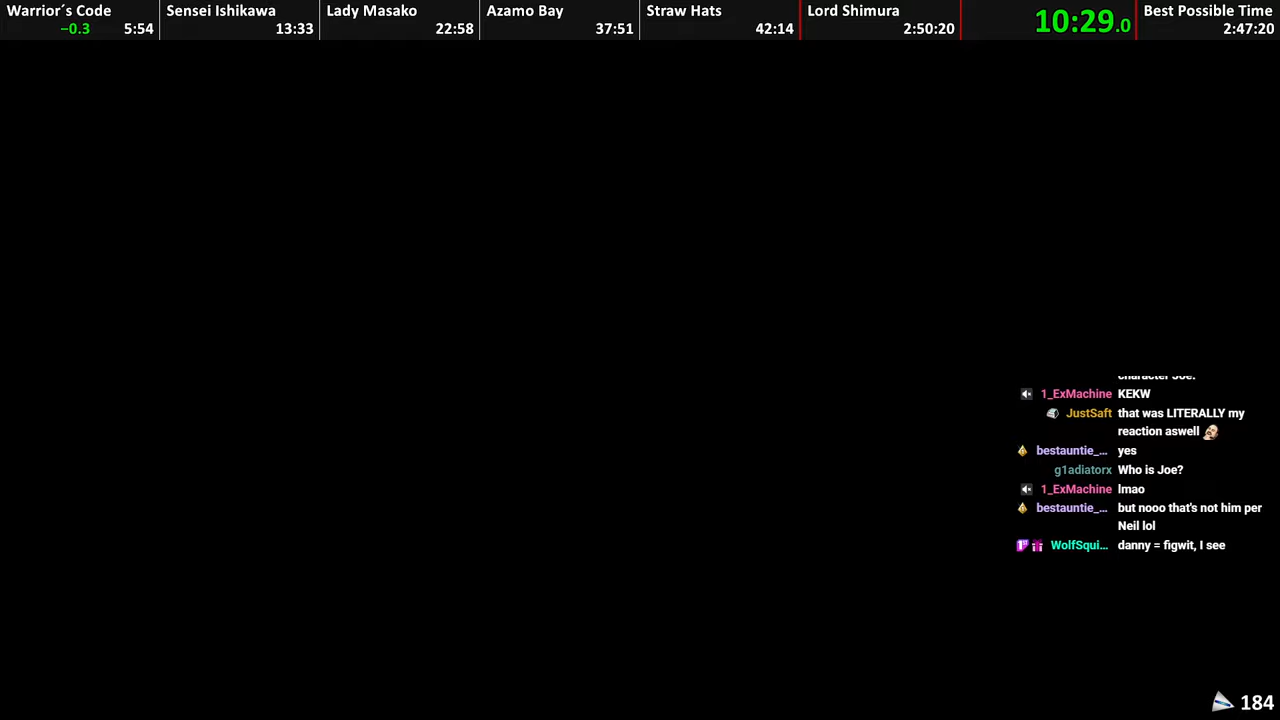 Warrior´s Code
−0.3 5:54
Sensei Ishikawa
13:33
Lady Masako
22:58
Azamo Bay
37:51
Straw Hats
42:14
Lord Shimura
2:50:20
10:29.0
Best Possible Time
2:47:20
character Joe.
1_ExMachine KEKW
JustSaft that was LITERALLY my
reaction aswell
bestauntie_... yes
g1adiatorx Who is Joe?
1_ExMachine lmao
bestauntie_... but nooo that's not him per
Neil lol
WolfSqui... danny = figwit, I see
184